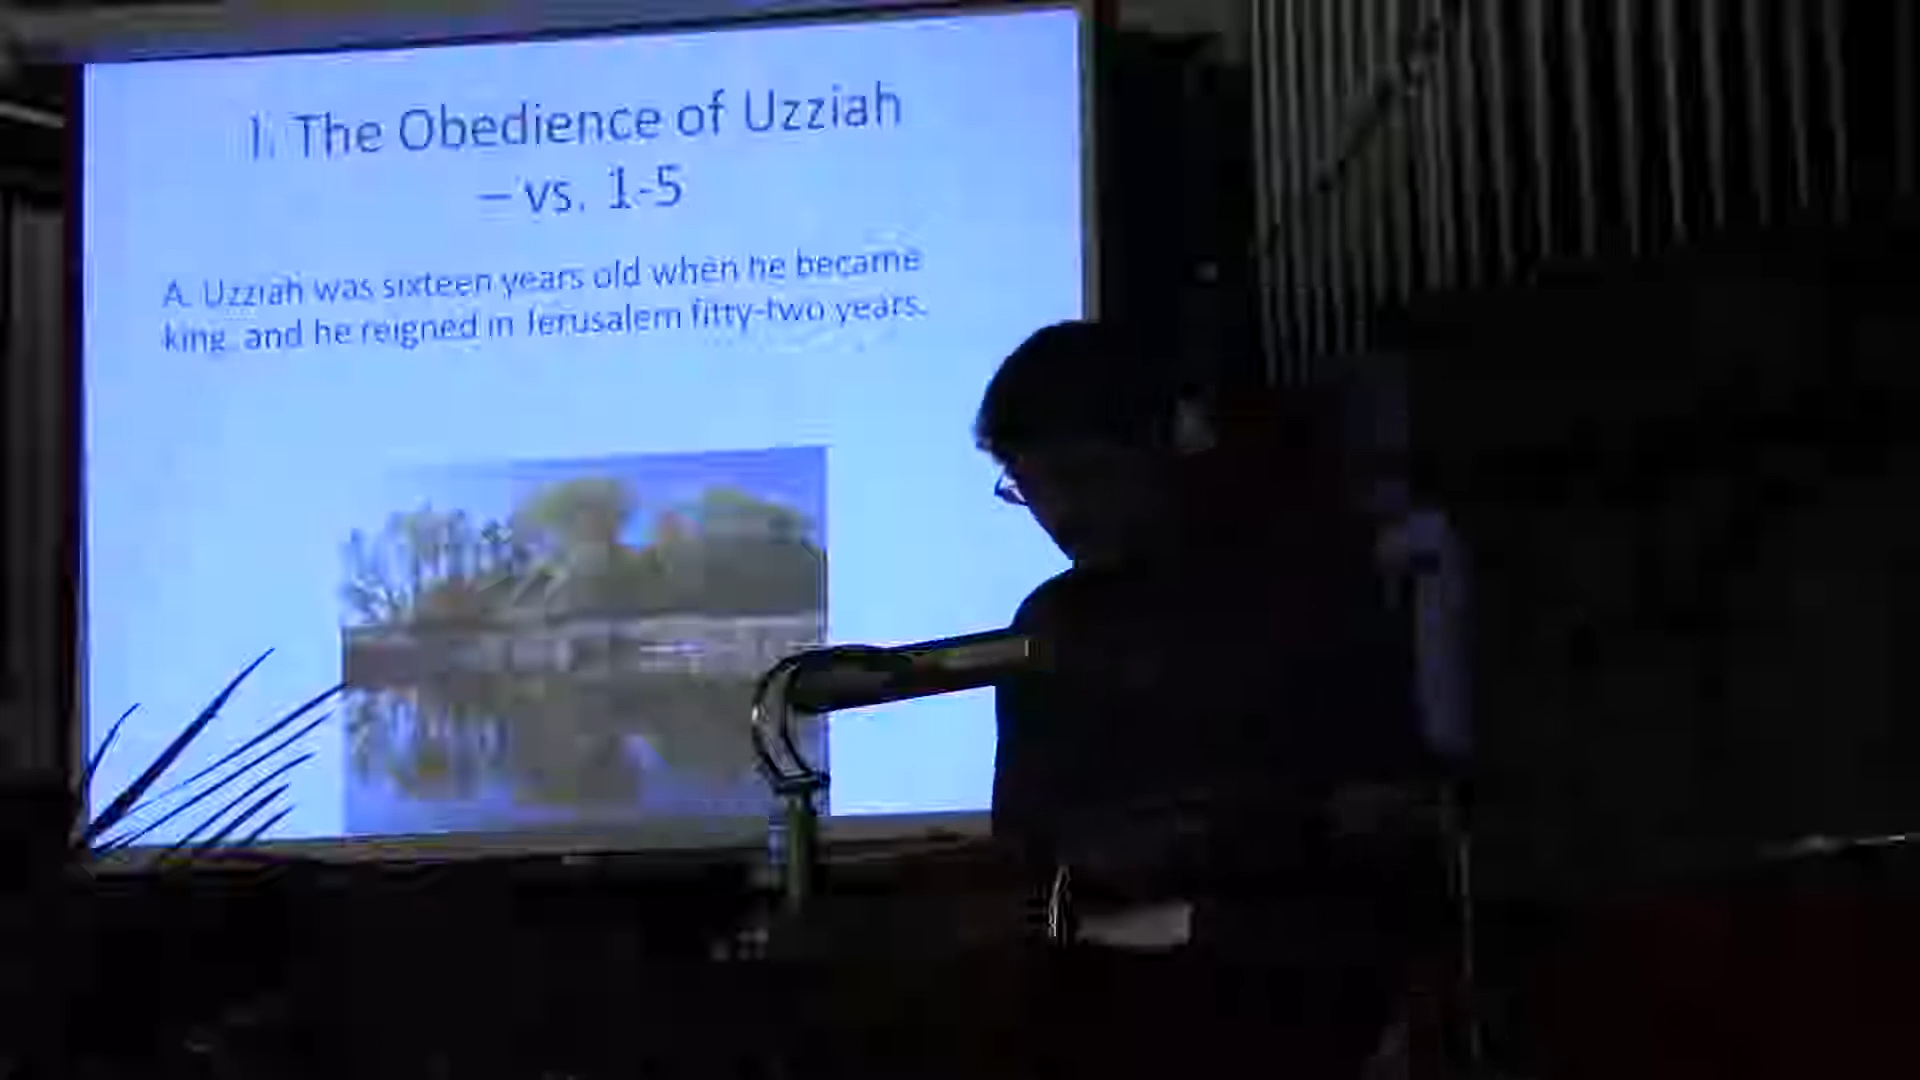 I. The Obedience of Uzziah
– vs. 1-5
A. Uzziah was sixteen years old when he became
king, and he reigned in Jerusalem fifty-two years.